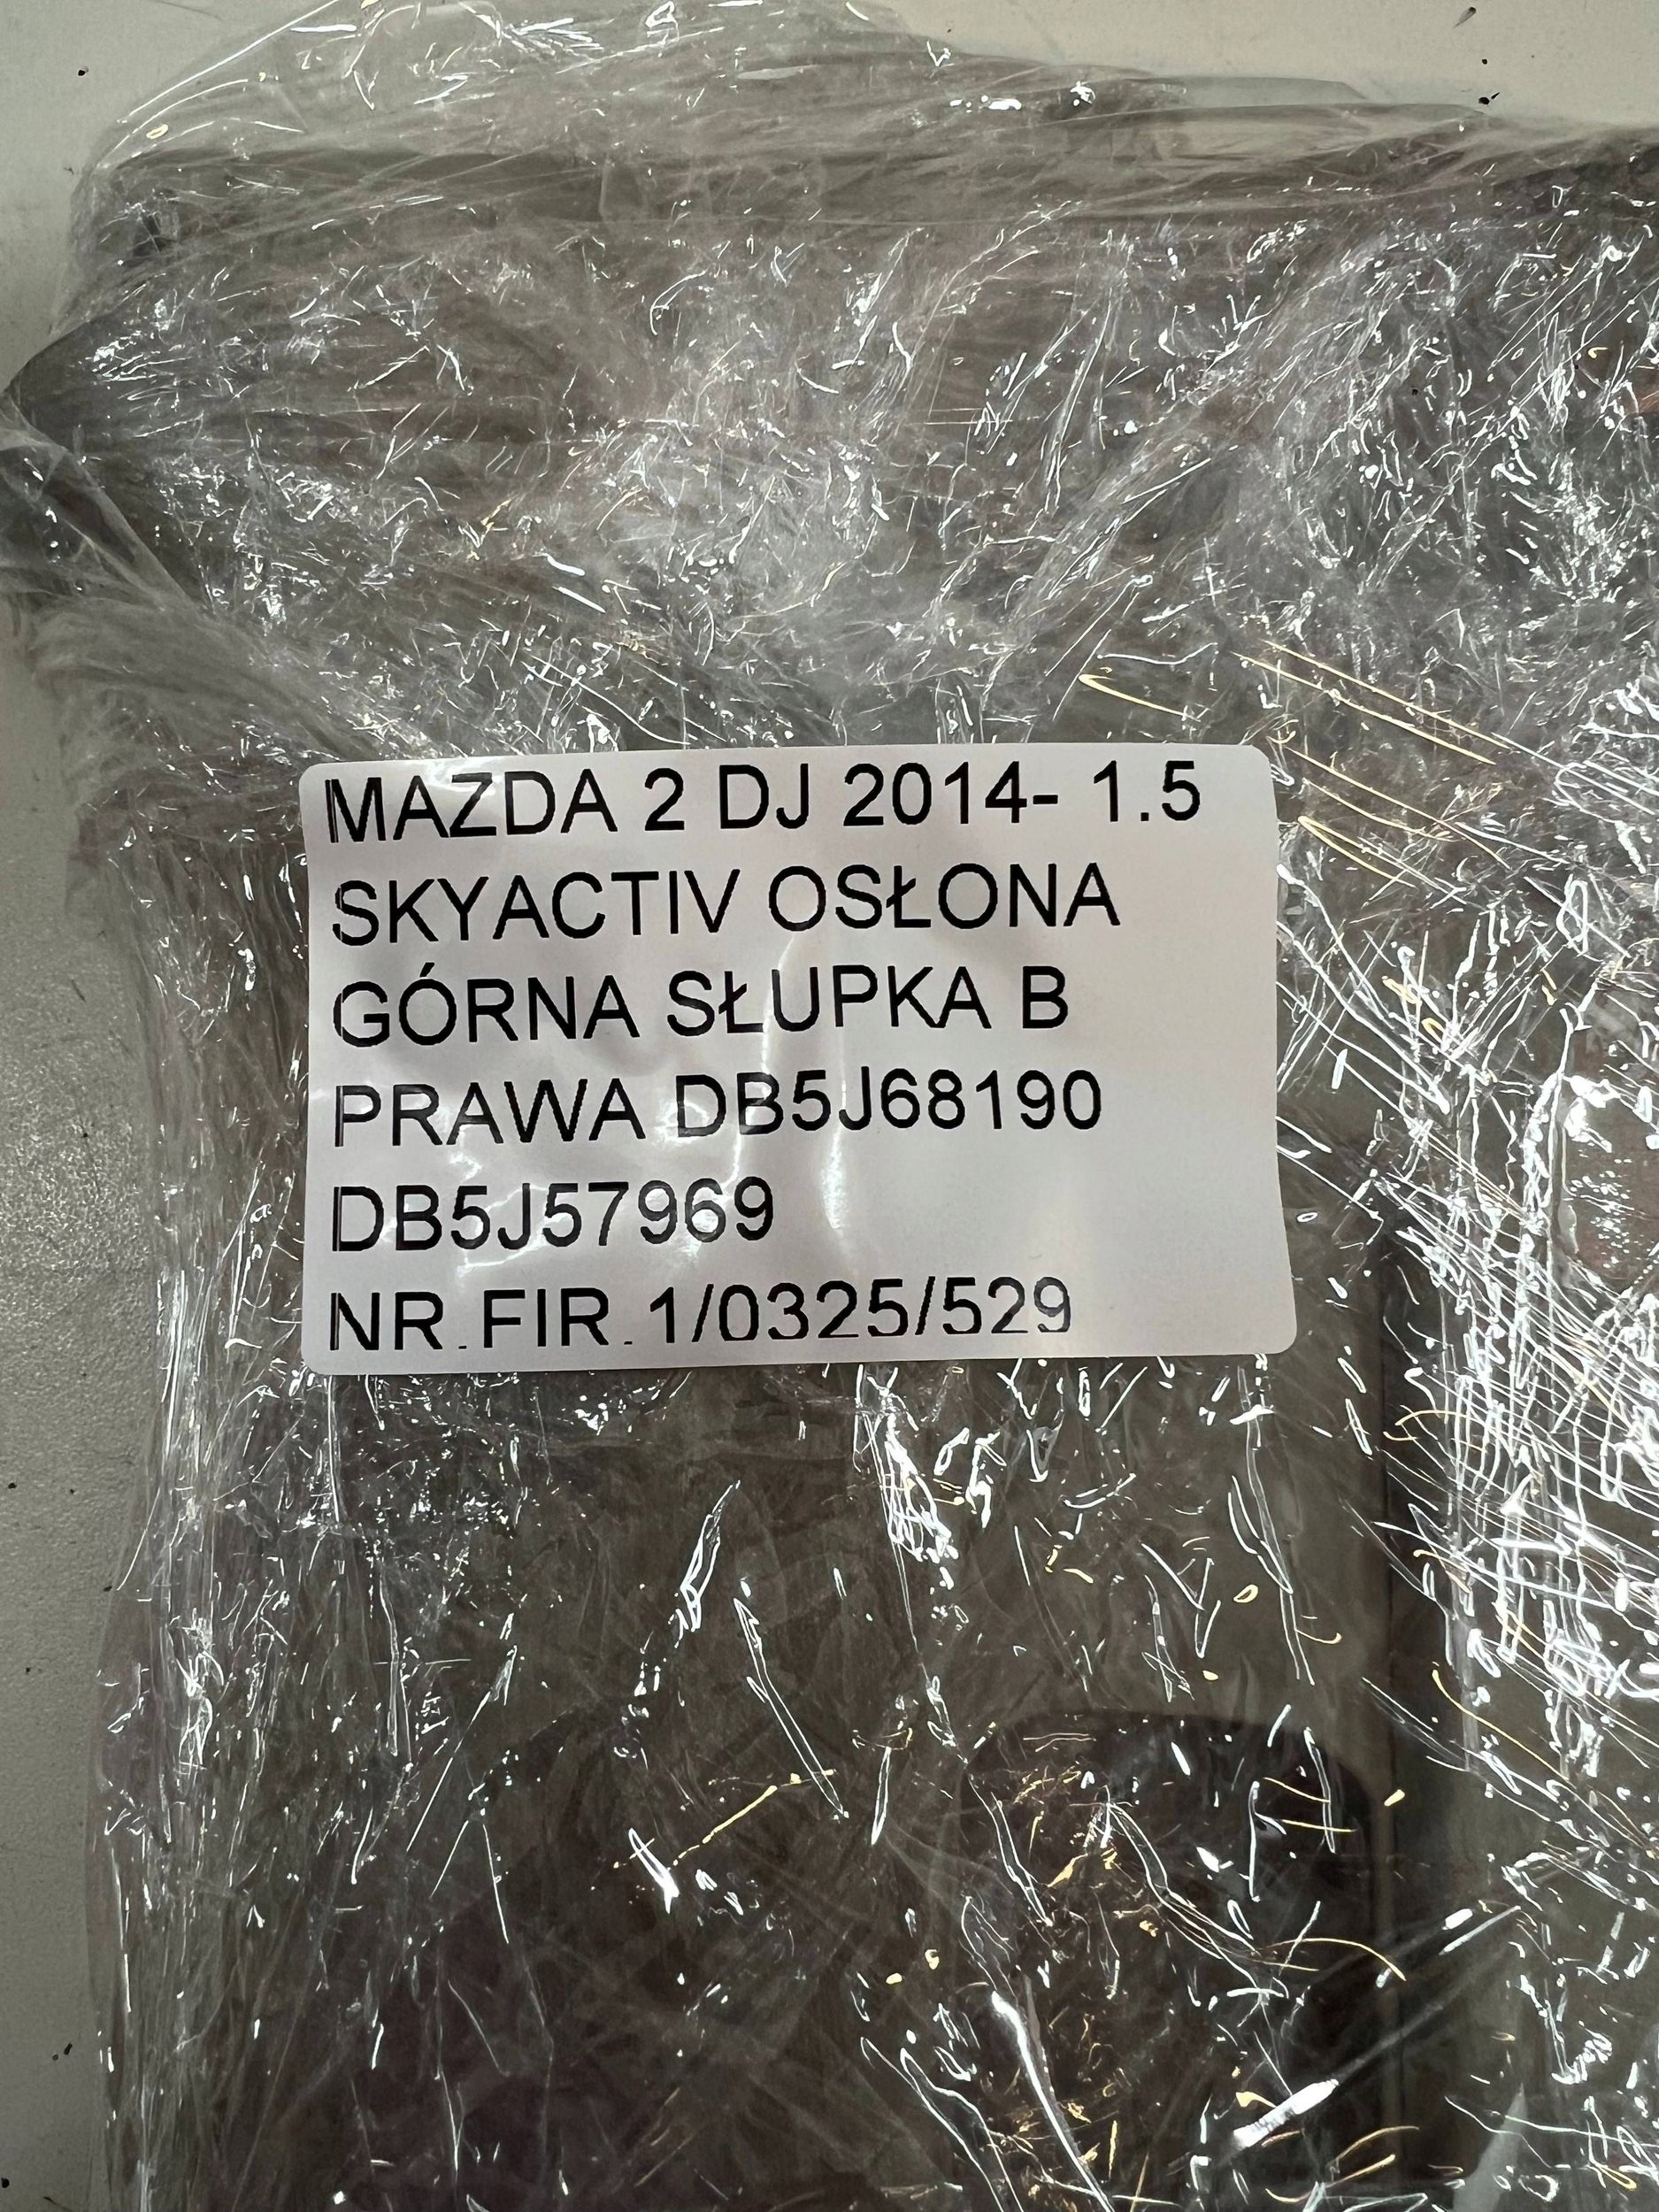 MAZDA 2 DJ 2014- 1.5
SKYACTIV OSŁONA
GÓRNA SŁUPKA B
PRAWA DB5J68190
DB5J57969
NR.FIR.1/0325/529